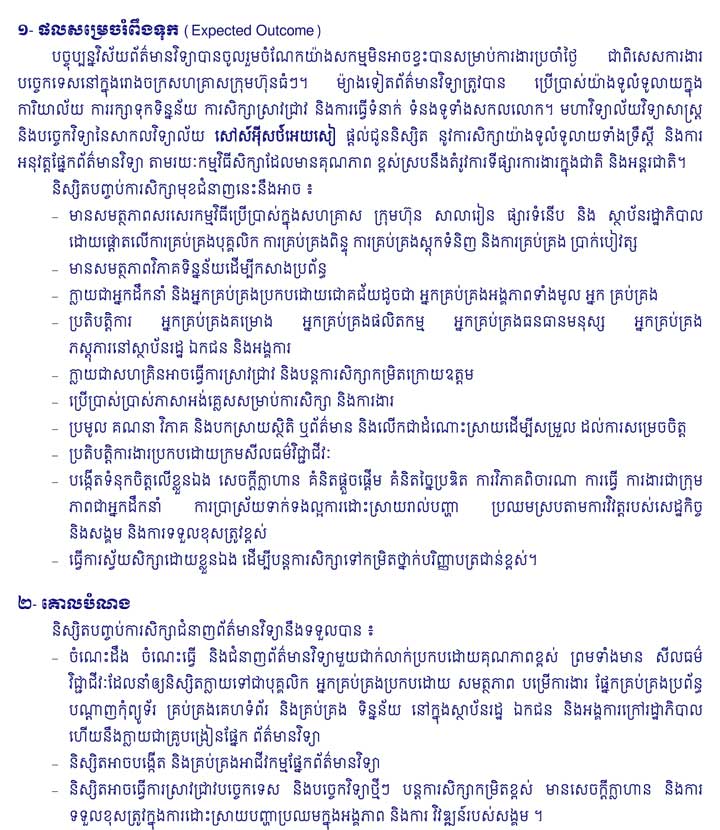 ១- ផលសម្រេចរំពឹងទុក (Expected Outcome)
បច្ចុប្បន្នវិស័យព័ត៌មានវិទ្យាបានចូលរួមចំណែកយ៉ាងសកម្មមិនអាចខ្វះបានសម្រាប់ការងារប្រចាំថ្ងៃ ជាពិសេសការងារ
បច្ចេកទេសនៅក្នុងរោងចក្រសហគ្រាសក្រុមហ៊ុនធំៗ។ ម្យ៉ាងទៀតព័ត៌មានវិទ្យាត្រូវបាន ប្រើប្រាស់យ៉ាងទូលំទូលាយក្នុង
ការិយាល័យ ការរក្សាទុកទិន្នន័យ ការសិក្សាស្រាវជ្រាវ និងការធ្វើទំនាក់ ទំនងទូទាំងសកលលោក។ មហាវិទ្យាល័យវិទ្យាសាស្ត្រ
និងបច្ចេកវិទ្យានៃសាកលវិទ្យាល័យ សៅស៍អុីសប៍អេយសៀ ផ្តល់ជូននិស្សិត នូវការសិក្សាយ៉ាងទូលំទូលាយទាំងទ្រឹស្តី និងការ
អនុវត្តផ្នែកព័ត៌មានវិទ្យា តាមរយៈកម្មវិធីសិក្សាដែលមានគុណភាព ខ្ពស់ស្របនឹងតំរូវការទីផ្សារការងារក្នុងជាតិ និងអន្តរជាតិ។
និស្សិតបញ្ចប់ការសិក្សាមុខជំនាញនេះនឹងអាច ៖
– មានសមត្ថភាពសរសេរកម្មវិធីប្រើប្រាស់ក្នុងសហគ្រាស ក្រុមហ៊ុន សាលារៀន ផ្សារទំនើប និង ស្ថាប័នរដ្ឋាភិបាល
ដោយផ្តោតលើការគ្រប់គ្រងបុគ្គលិក ការគ្រប់គ្រងពិន្ទុ ការគ្រប់គ្រងស្តុកទំនិញ និងការគ្រប់គ្រង ប្រាក់បៀវត្ស
– មានសមត្ថភាពវិភាគទិន្នន័យដើម្បីកសាងប្រព័ន្ធ
– ក្លាយជាអ្នកដឹកនាំ និងអ្នកគ្រប់គ្រងប្រកបដោយជោគជ័យដូចជា អ្នកគ្រប់គ្រងអង្គភាពទាំងមូល អ្នក គ្រប់គ្រង
– ប្រតិបត្តិការ អ្នកគ្រប់គ្រងគម្រោង អ្នកគ្រប់គ្រងផលិតកម្ម អ្នកគ្រប់គ្រងធនធានមនុស្ស អ្នកគ្រប់គ្រង
ភស្តុភារនៅស្ថាប័នរដ្ឋ ឯកជន និងអង្គការ
– ក្លាយជាសហគ្រិនអាចធ្វើការស្រាវជ្រាវ និងបន្តការសិក្សាកម្រិតក្រោយឧត្តម
– ប្រើប្រាស់ប្រាស់ភាសាអង់គ្លេសសម្រាប់ការសិក្សា និងការងារ
– ប្រមូល គណនា វិភាគ និងបកស្រាយស្ថិតិ ឬព័ត៌មាន និងលើកជាដំណោះស្រាយដើម្បីសម្រួល ដល់ការសម្រេចចិត្ត
– ប្រតិបត្តិការងារប្រកបដោយក្រមសីលធម៌វិជ្ជាជីវៈ
– បង្កើតទំនុកចិត្តលើខ្លួនឯង សេចក្តីក្លាហាន គំនិតផ្តួចផ្តើម គំនិតច្នៃប្រឌិត ការវិភាគពិចារណា ការធ្វើ ការងារជាក្រុម
ភាពជាអ្នកដឹកនាំ ការប្រាស្រ័យទាក់ទងល្អការដោះស្រាយរាល់បញ្ហា ប្រឈមស្របតាមការវិវត្តរបស់សេដ្ឋកិច្ច
និងសង្គម និងការទទួលខុសត្រូវខ្ពស់
– ធ្វើការស្វ័យសិក្សាដោយខ្លួនឯង ដើម្បីបន្តការសិក្សាទៅកម្រិតថ្នាក់បរិញ្ញាបត្រជាន់ខ្ពស់។
២- គោលបំណង
និស្សិតបញ្ចប់ការសិក្សាជំនាញព័ត៌មានវិទ្យានឹងទទួលបាន ៖
– ចំណេះដឹង ចំណេះធ្វើ និងជំនាញព័ត៌មានវិទ្យាមួយជាក់លាក់ប្រកបដោយគុណភាពខ្ពស់ ព្រមទាំងមាន សីលធម៌
វិជ្ជាជីវៈដែលនាំឲ្យនិស្សិតក្លាយទៅជាបុគ្គលិក អ្នកគ្រប់គ្រងប្រកបដោយ សមត្ថភាព បម្រើការងារ ផ្នែកគ្រប់គ្រងប្រព័ន្ធ
បណ្តាញកុំព្យូទ័រ គ្រប់គ្រងគេហទំព័រ និងគ្រប់គ្រង ទិន្នន័យ នៅក្នុងស្ថាប័នរដ្ឋ ឯកជន និងអង្គការក្រៅរដ្ឋាភិបាល
ហើយនឹងក្លាយជាគ្រូបង្រៀនផ្នែក ព័ត៌មានវិទ្យា
– និស្សិតអាចបង្កើត និងគ្រប់គ្រងអាជីវកម្មផ្នែកព័ត៌មានវិទ្យា
– និស្សិតអាចធ្វើការស្រាវជ្រាវបច្ចេកទេស និងបច្ចេកវិទ្យាថ្មីៗ បន្តការសិក្សាកម្រិតខ្ពស់ មានសេចក្តីក្លាហាន និងការ
ទទួលខុសត្រូវក្នុងការដោះស្រាយបញ្ហាប្រឈមក្នុងអង្គភាព និងការ វិវឌ្ឍន៍របស់សង្គម ។